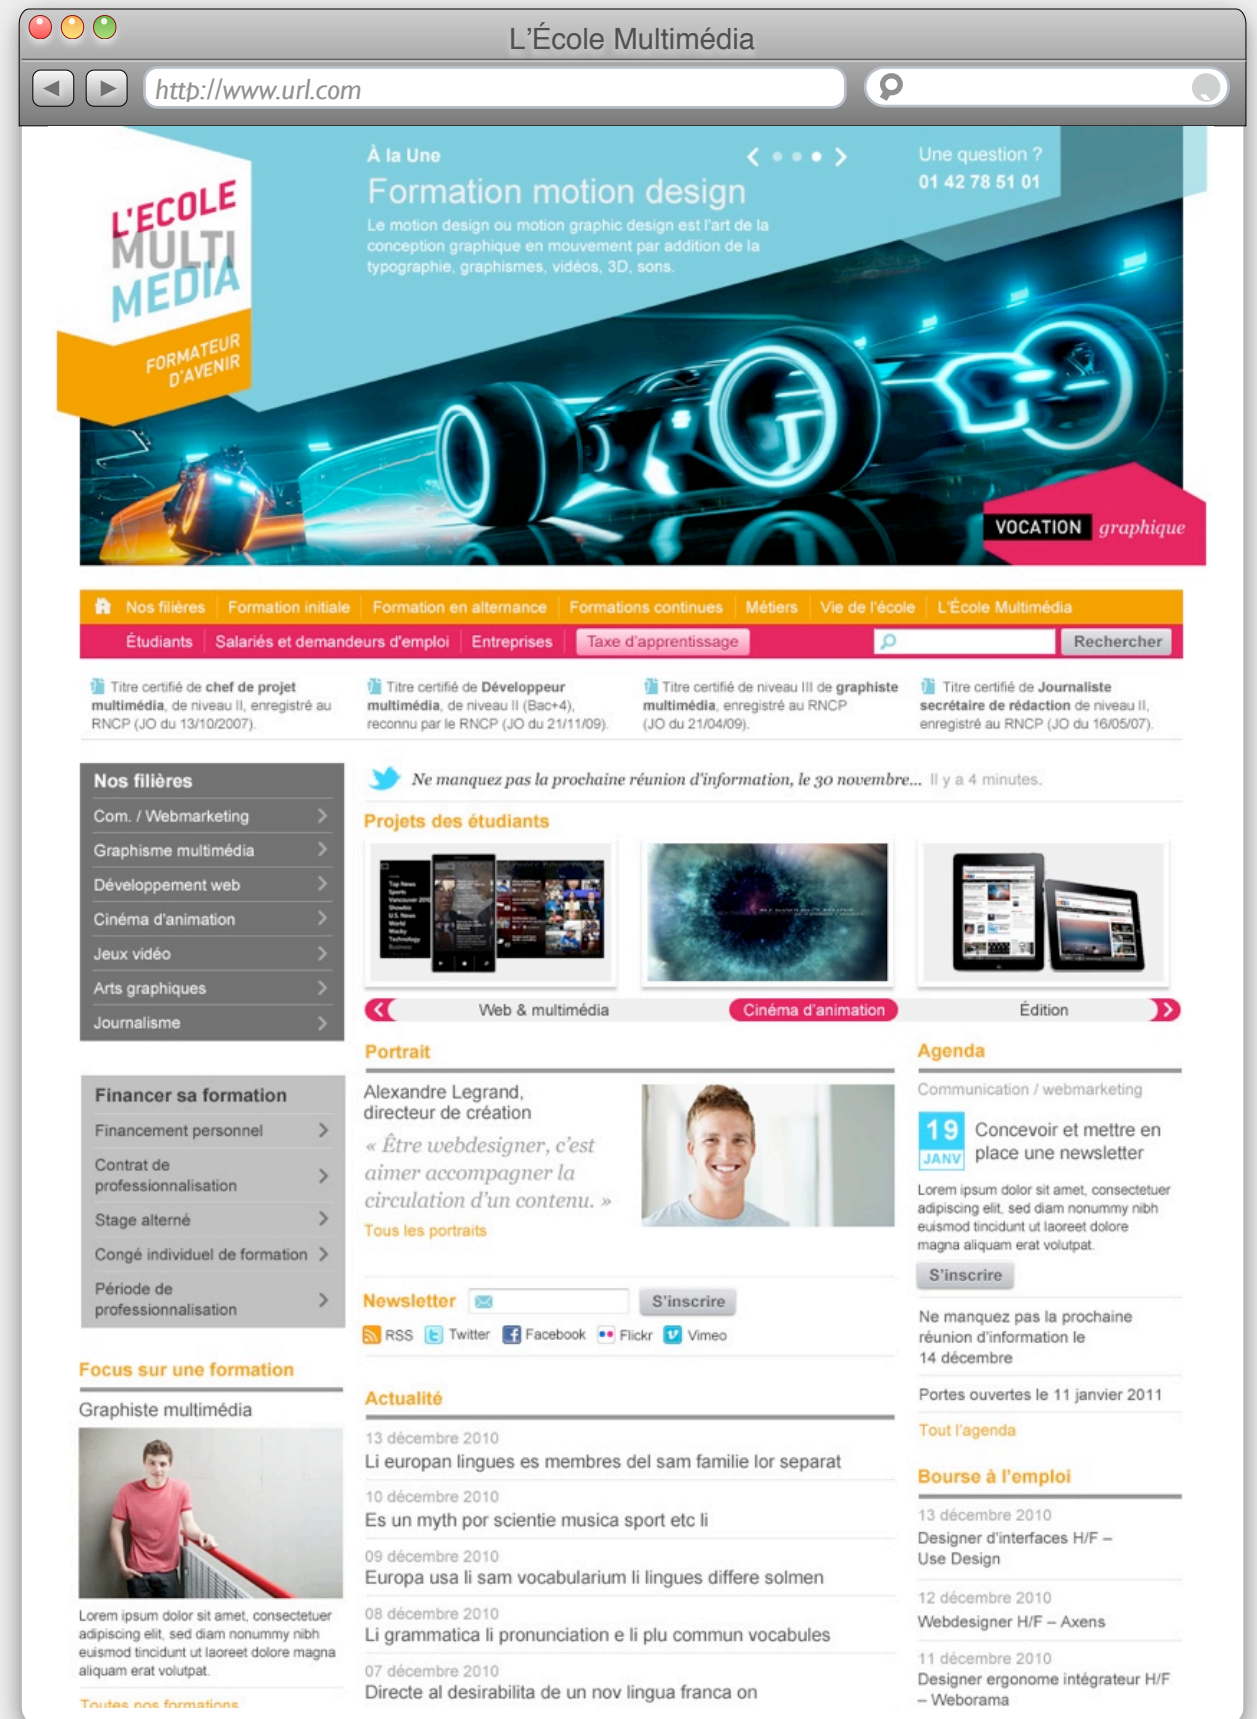 L'École Multimédia
http://www.url.com
L'ECOLE
MULTI
MEDIA
FORMATEUR
D'AVENIR
À la Une
Formation motion design
Le motion design ou motion graphic design est l'art de la
conception graphique en mouvement par addition de la
typographie, graphismes, vidéos, 3D, sons.
Une question ?
01 42 78 51 01
VOCATION graphique
Nos filières Formation initiale Formation en alternance Formations continues Métiers Vie de l'école L'École Multimédia
Étudiants Salariés et demandeurs d'emploi Entreprises Taxe d'apprentissage Rechercher
Titre certifié de chef de projet
multimédia, de niveau II, enregistré au
RNCP (JO du 13/10/2007).
Titre certifié de Développeur
multimédia, de niveau II (Bac+4),
reconnu par le RNCP (JO du 21/11/09).
Titre certifié de niveau III de graphiste
multimédia, enregistré au RNCP
(JO du 21/04/09).
Titre certifié de Journaliste
secrétaire de rédaction de niveau II,
enregistré au RNCP (JO du 16/05/07).
Nos filières
Com. / Webmarketing
Graphisme multimédia
Développement web
Cinéma d'animation
Jeux vidéo
Arts graphiques
Journalisme
Financer sa formation
Financement personnel
Contrat de
professionnalisation
Stage alterné
Congé individuel de formation
Période de
professionnalisation
Focus sur une formation
Graphiste multimédia
Lorem ipsum dolor sit amet, consectetuer
adipiscing elit, sed diam nonummy nibh
euismod tincidunt ut laoreet dolore magna
aliquam erat volutpat.
Toutes nos formations
Ne manquez pas la prochaine réunion d'information, le 30 novembre... Il y a 4 minutes.
Projets des étudiants
Top News
Sports
Vancouver 2010
Showbiz
U.S. News
World
Wacky
Technology
Business
Web & multimédia Cinéma d'animation Édition
Portrait
Alexandre Legrand,
directeur de création
« Être webdesigner, c'est
aimer accompagner la
circulation d'un contenu. »
Tous les portraits
Newsletter S'inscrire
RSS Twitter Facebook Flickr Vimeo
Actualité
13 décembre 2010
Li europan lingues es membres del sam familie lor separat
10 décembre 2010
Es un myth por scientie musica sport etc li
09 décembre 2010
Europa usa li sam vocabularium li lingues differe solmen
08 décembre 2010
Li grammatica li pronunciation e li plu commun vocabules
07 décembre 2010
Directe al desirabilita de un nov lingua franca on
Agenda
Communication / webmarketing
19
JANV
Concevoir et mettre en
place une newsletter
Lorem ipsum dolor sit amet, consectetuer
adipiscing elit, sed diam nonummy nibh
euismod tincidunt ut laoreet dolore
magna aliquam erat volutpat.
S'inscrire
Ne manquez pas la prochaine
réunion d'information le
14 décembre
Portes ouvertes le 11 janvier 2011
Tout l'agenda
Bourse à l'emploi
13 décembre 2010
Designer d'interfaces H/F –
Use Design
12 décembre 2010
Webdesigner H/F – Axens
11 décembre 2010
Designer ergonome intégrateur H/F
– Weborama